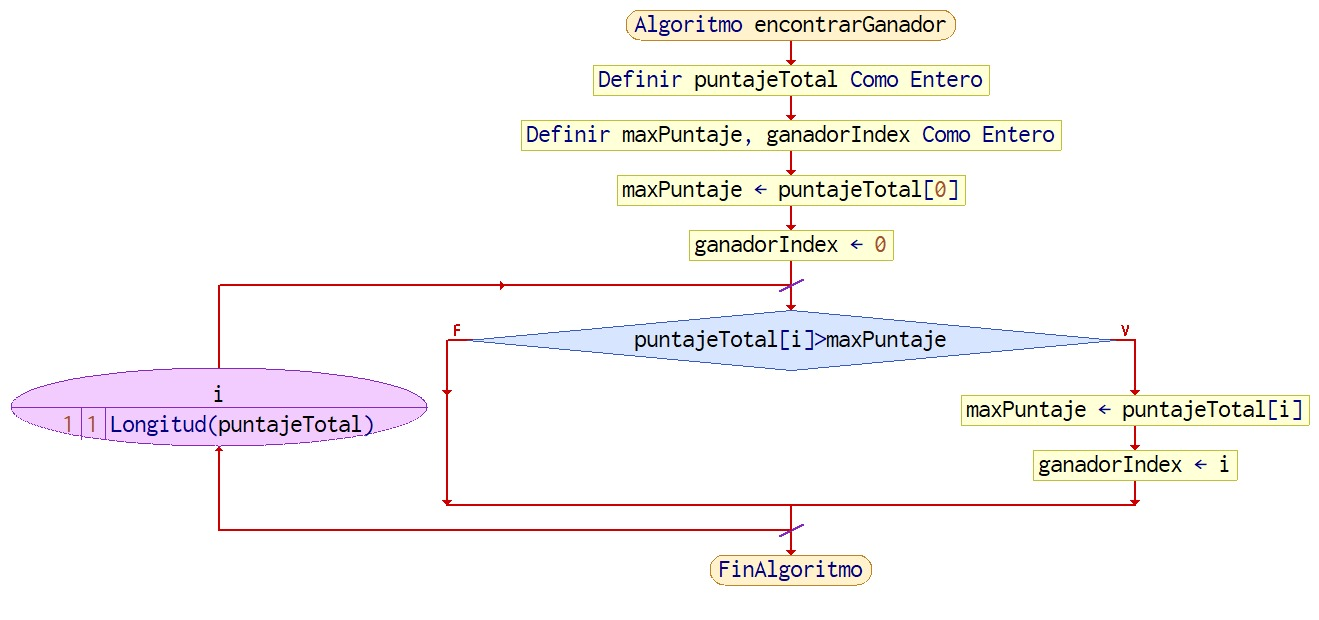 Algoritmo encontrarGanador
Definir puntajeTotal Como Entero
Definir maxPuntaje, ganadorIndex Como Entero
maxPuntaje ← puntajeTotal[0]
ganadorIndex ← 0
F
puntajeTotal[i]>maxPuntaje
V
i
1 1 Longitud(puntajeTotal)
maxPuntaje ← puntajeTotal[i]
ganadorIndex ← i
FinAlgoritmo